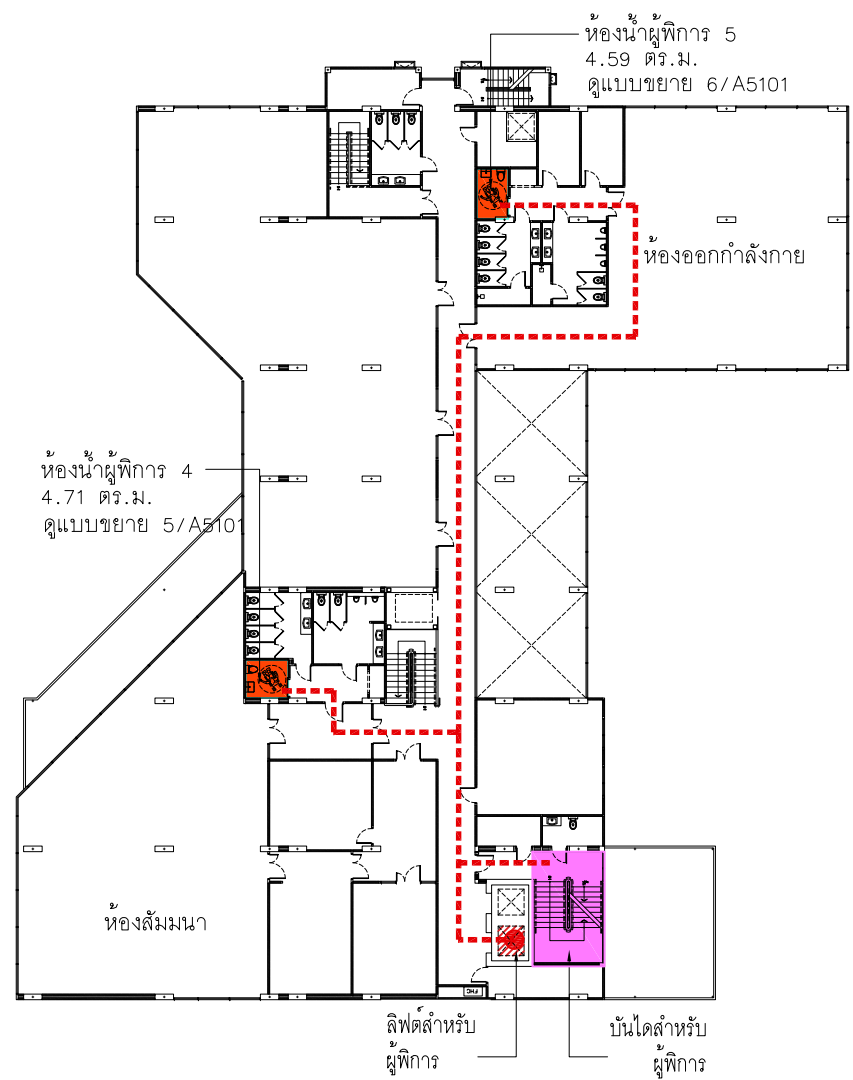 ห้องน้ำผู้พิการ 5
4.59 ตร.ม.
ดูแบบขยาย 6/A5101
ห้องออกกำลังกาย
ห้องน้ำผู้พิการ 4
4.71 ตร.ม.
ดูแบบขยาย 5/A5101
ห้องสัมมนา
FHC
ลิฟต์สำหรับ
ผู้พิการ
บันไดสำหรับ
ผู้พิการ